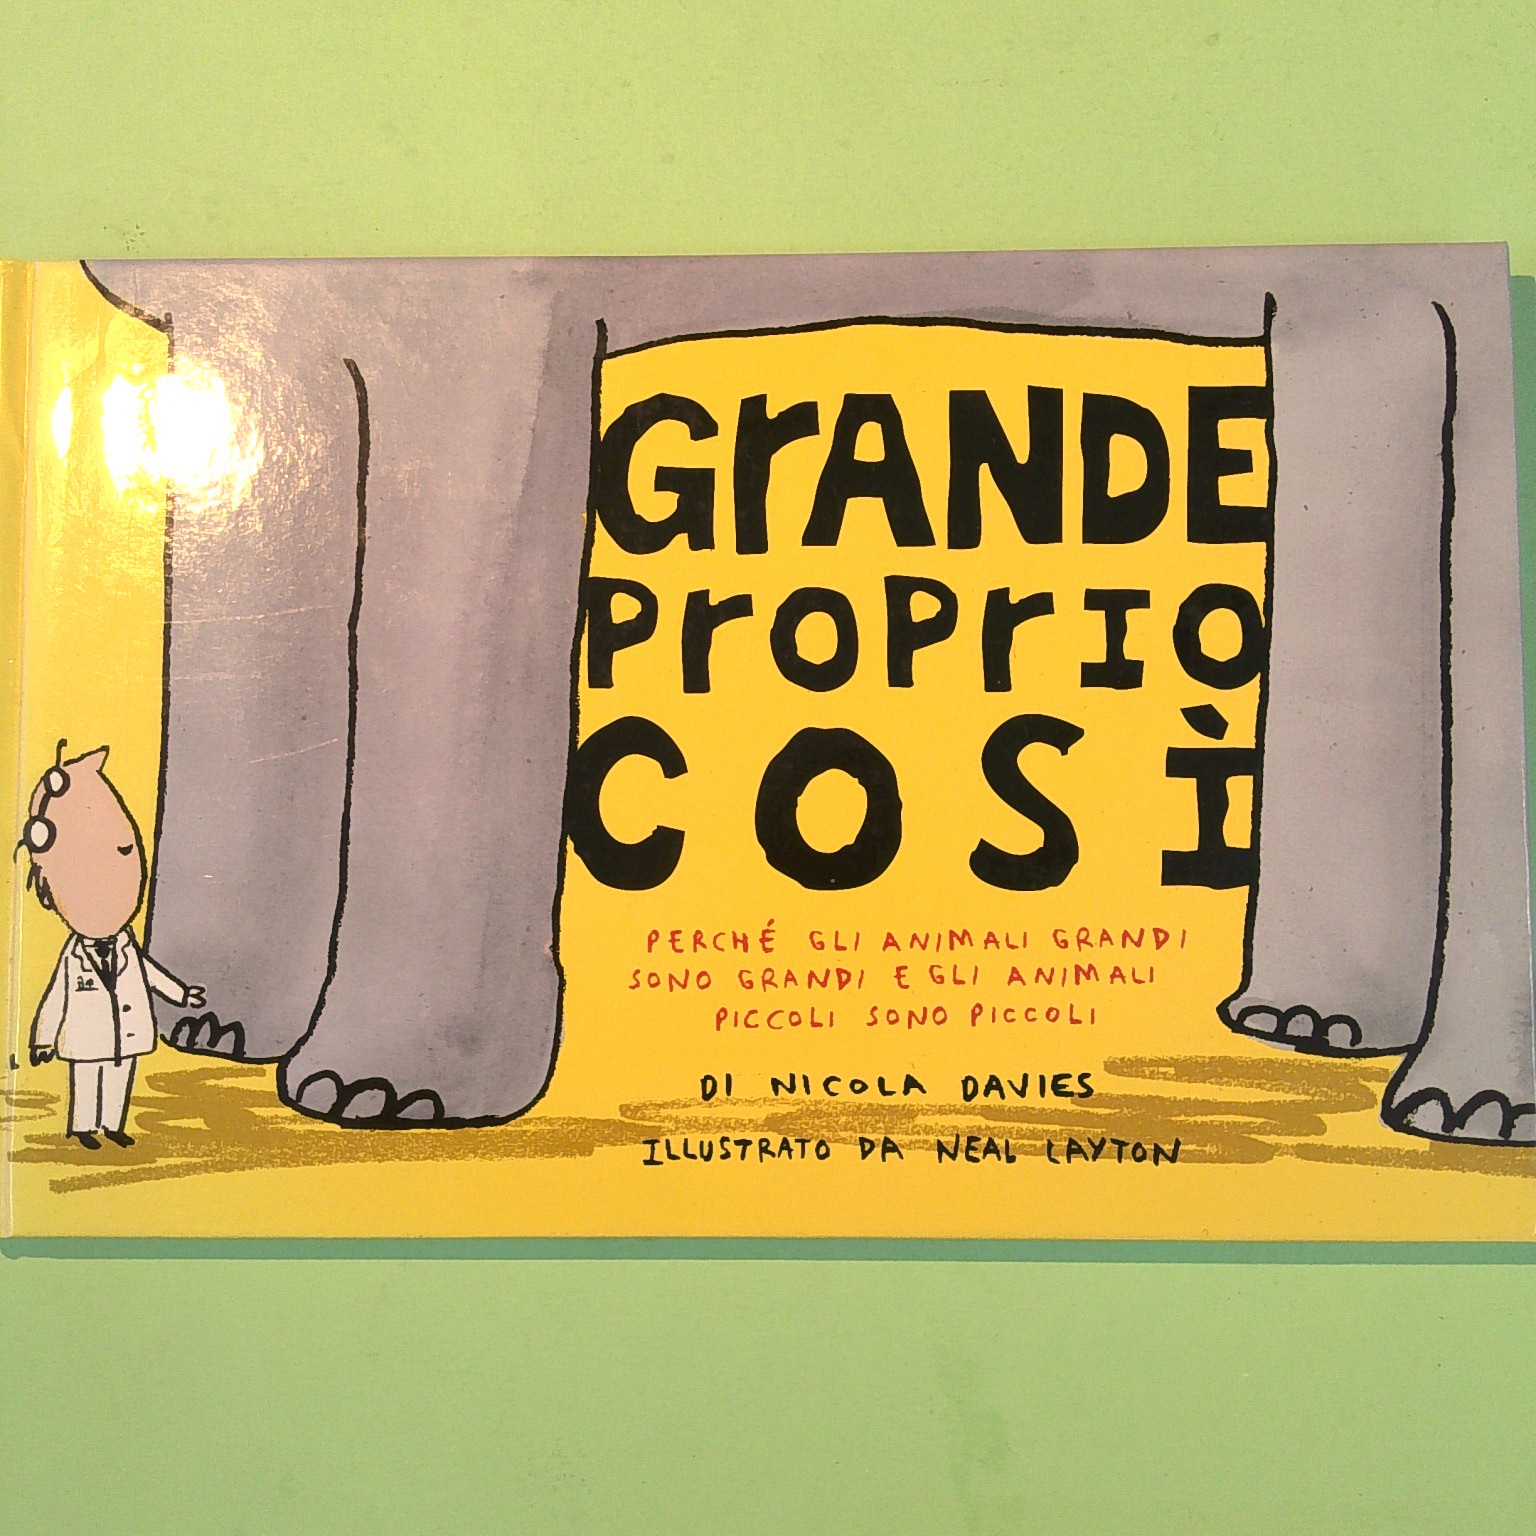 GRANDE
PROPRIO
COSÌ
PERCHÉ GLI ANIMALI GRANDI
SONO GRANDI E GLI ANIMALI
PICCOLI SONO PICCOLI
DI NICOLA DAVIES
ILLUSTRATO DA NEAL LAYTON